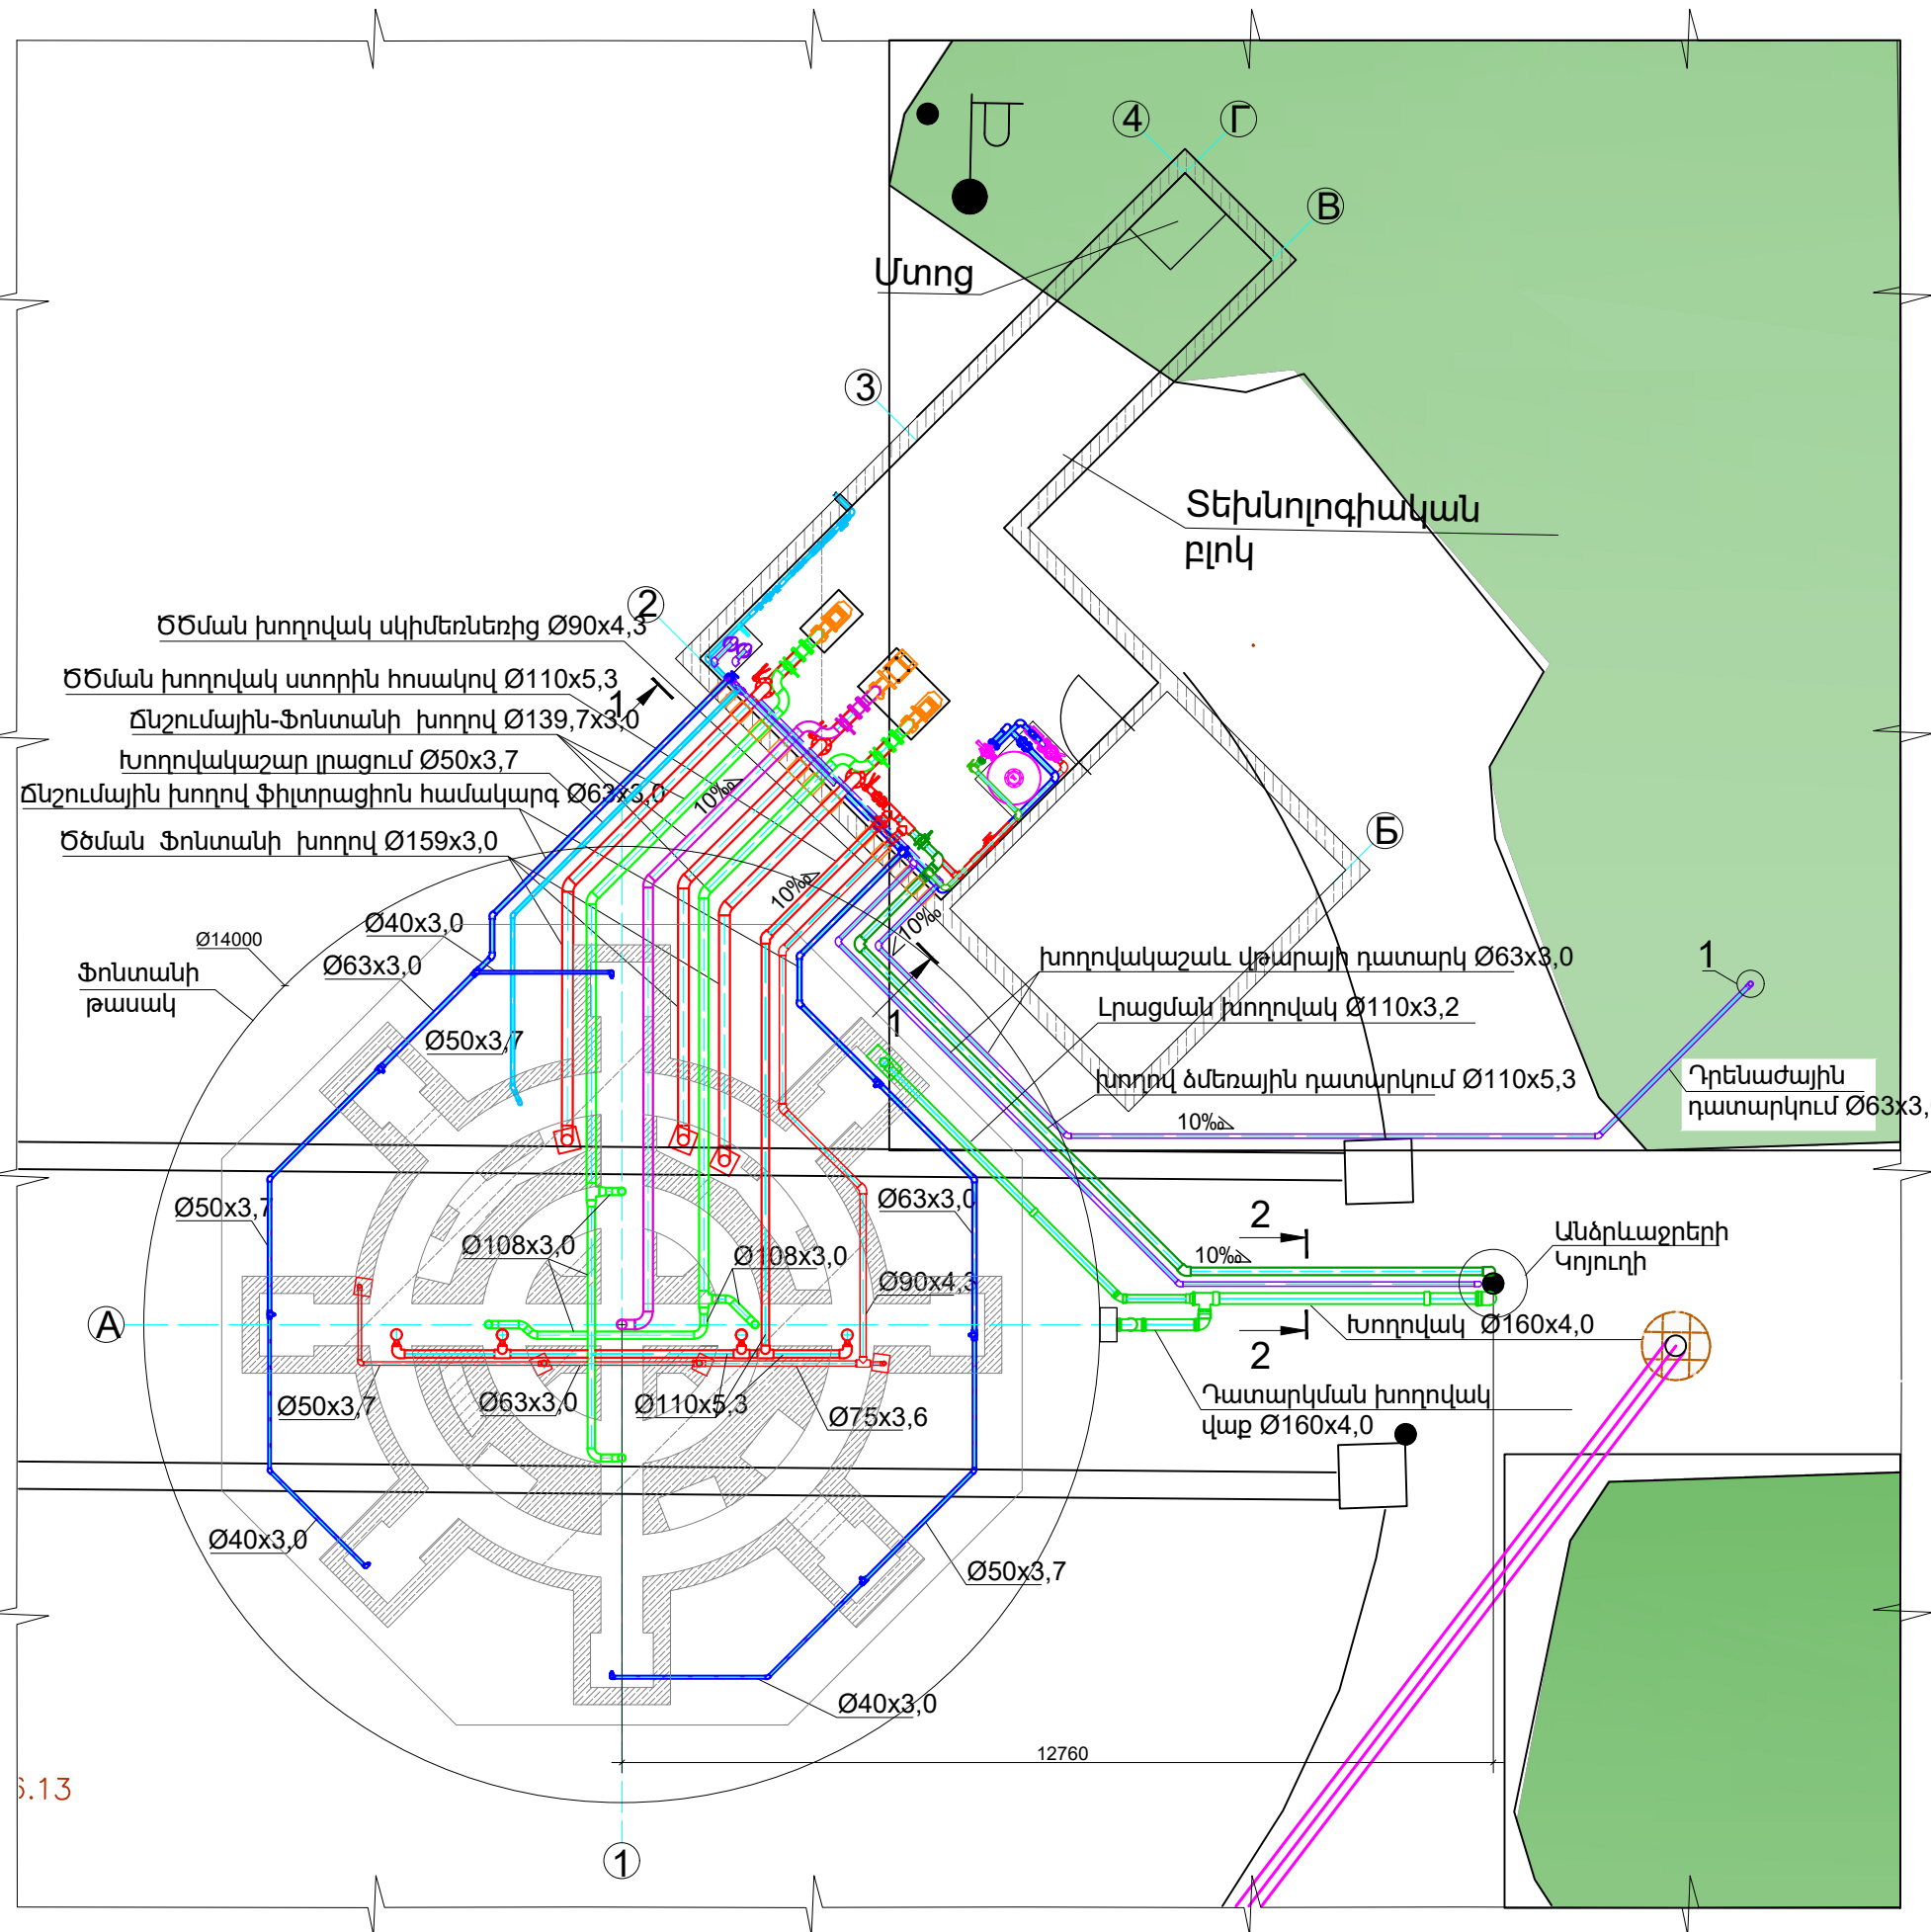 4
Г
В
Մտոց
3
Տեխնոլոգիական
բլոկ
2
ԾԾման խողովակ սկիմեռներից Ø90x4,3
ԾԾման խողովակ ստորին հոսակով Ø110x5,3
1
Ճնշումային-Ֆոնտանի խողով Ø139,7x3,0
Խողովակաշար լրացում Ø50x3,7
Ճնշումային խողով ֆիլտրացիոն համակարգ Ø63x3,0
10‰
Ծծման Ֆոնտանի խողով Ø159x3,0
Б
10‰
10‰
Ø40x3,0
Ø14000
Ø63x3,0
Ֆոնտանի
թասակ
խողովակաշաև վթարային դատարկ Ø63x3,0
1
Լրացման խողովակ Ø110x3,2
1
Ø50x3,7
խողով ձմեռային դատարկում Ø110x5,3
Դրենաժային
դատարկում Ø63x3,
10‰
Ø50x3,7
Ø63x3,0
2
Անձրևաջրերի
Կոյուղի
Ø108x3,0
Ø108x3,0
10‰
Ø90x4,3
А
Խողովակ Ø160x4,0
2
Դատարկման խողովակ
վաք Ø160x4,0
Ø50x3,7
Ø63x3,0
Ø110x5,3
Ø75x3,6
Ø40x3,0
Ø50x3,7
Ø40x3,0
12760
.13
1